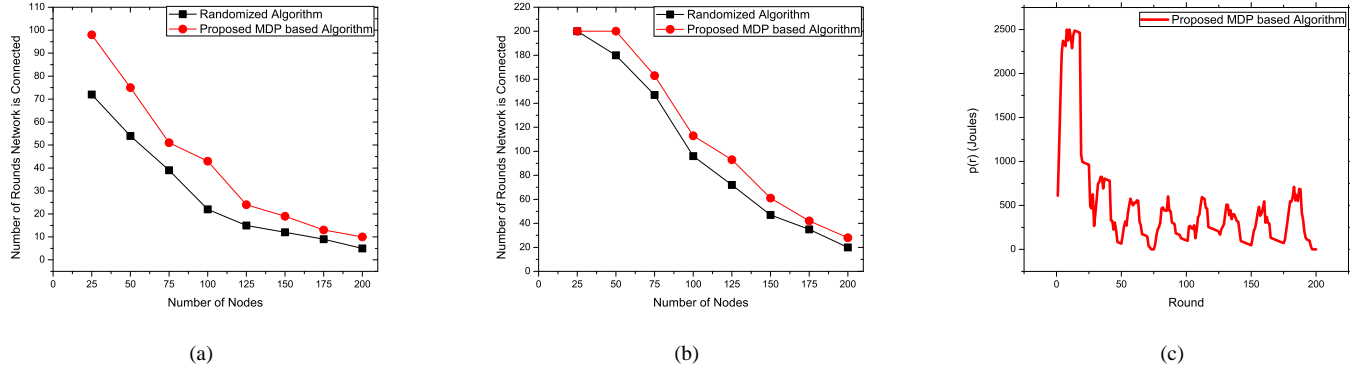 Randomized Algorithm
Proposed MDP based Algorithm
Number of Rounds Network is Connected
110
100
90
80
70
60
50
40
30
20
10
0
0 25 50 75 100 125 150 175 200
Number of Nodes
(a)
Randomized Algorithm
Proposed MDP based Algorithm
Number of Rounds Network is Connected
220
200
180
160
140
120
100
80
60
40
20
0 25 50 75 100 125 150 175 200
Number of Nodes
(b)
Proposed MDP based Algorithm
p(r) (Joules)
2500
2000
1500
1000
500
0
0 50 100 150 200
Round
(c)